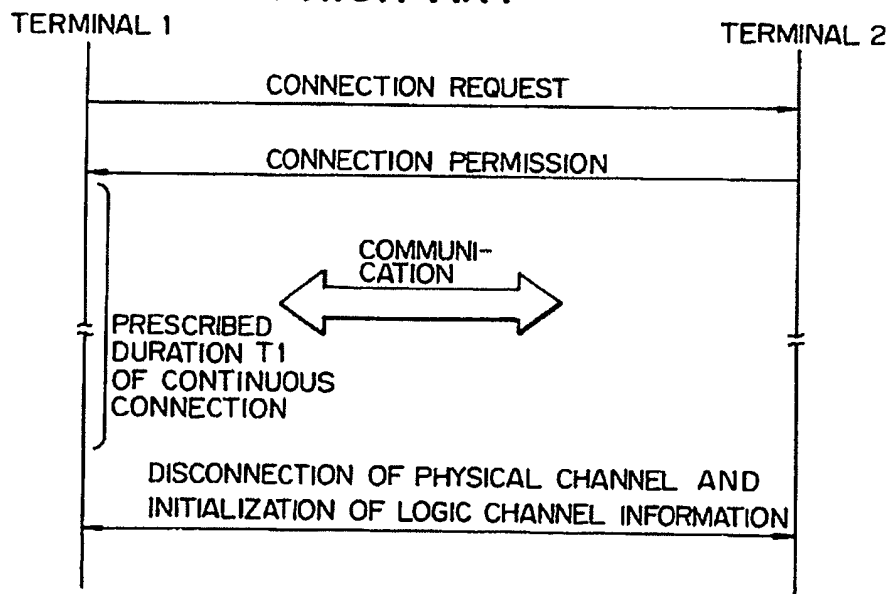 TERMINAL 1
TERMINAL 2
CONNECTION REQUEST
CONNECTION PERMISSION
COMMUNI-
CATION
PRESCRIBED
DURATION T1
OF CONTINUOUS
CONNECTION
DISCONNECTION OF PHYSICAL CHANNEL AND
INITIALIZATION OF LOGIC CHANNEL INFORMATION